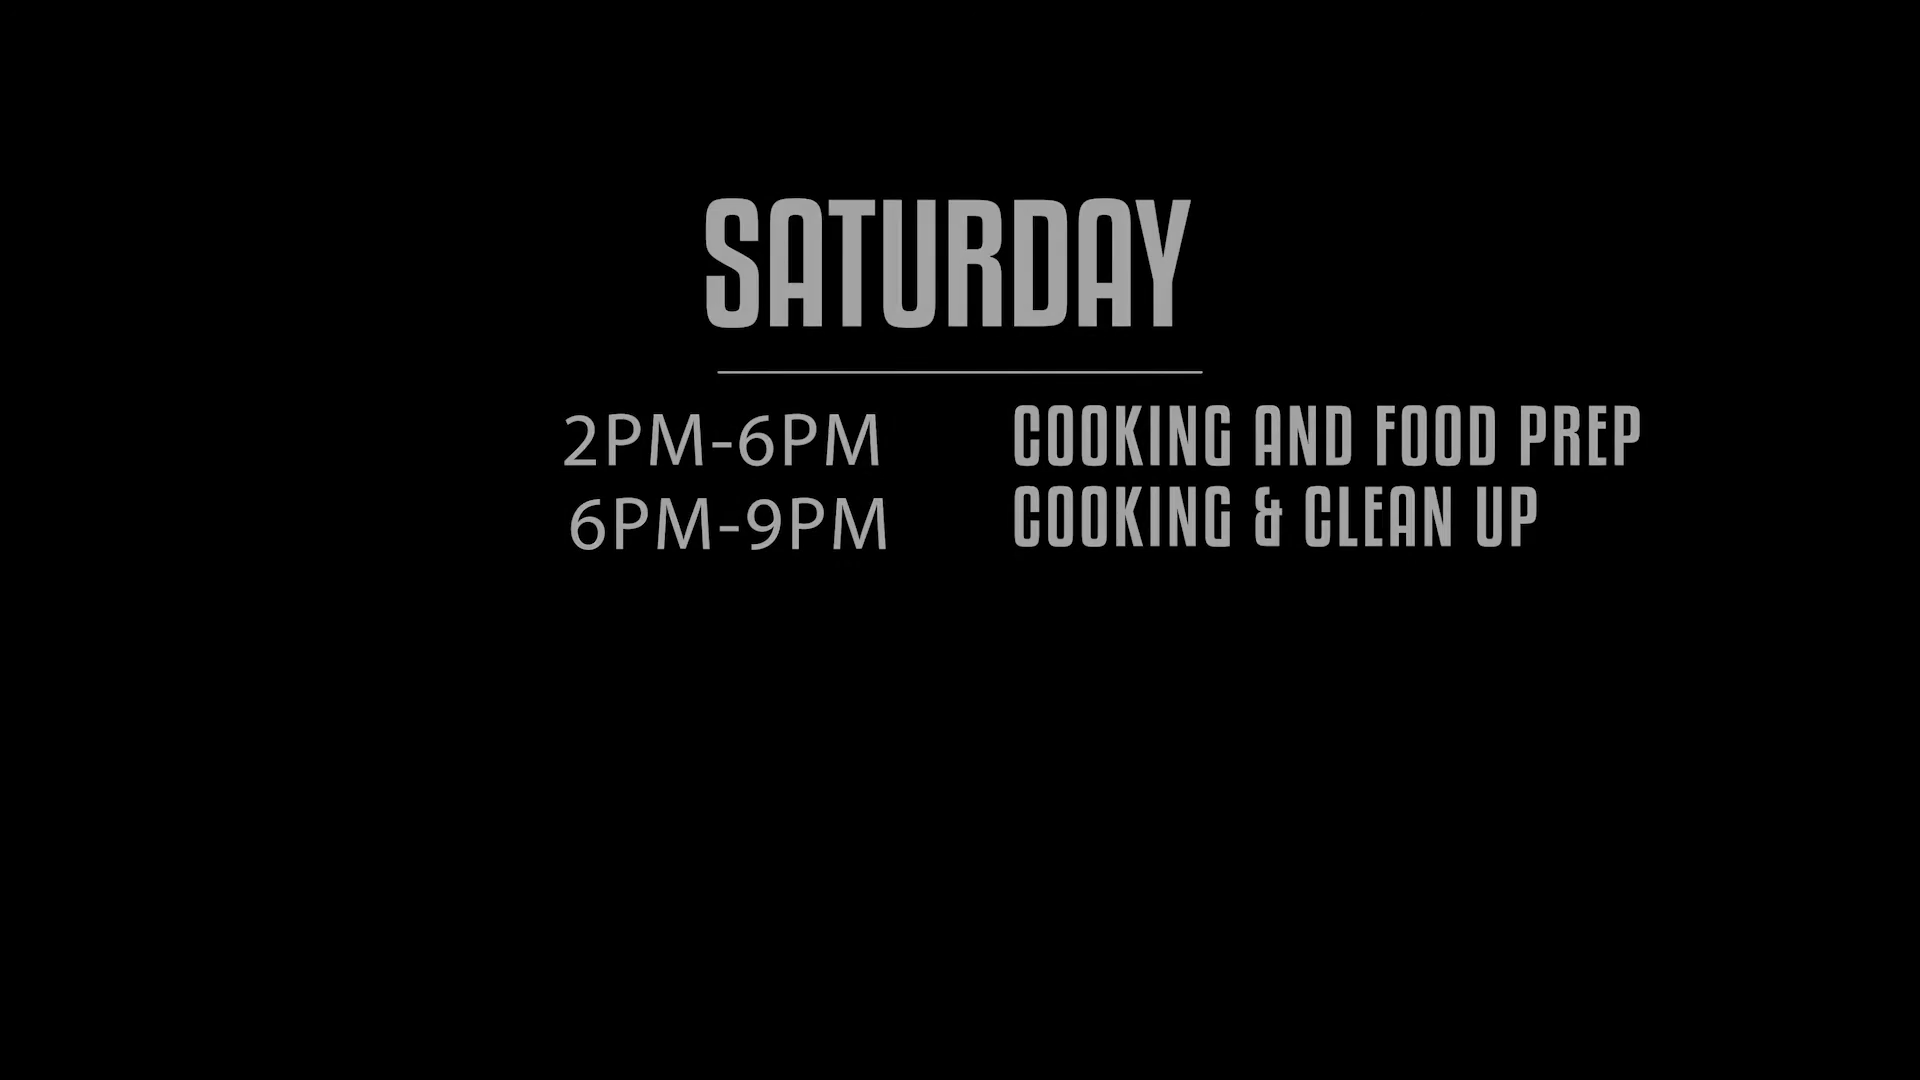 SATURDAY
2PM-6PM COOKING AND FOOD PREP
6PM-9PM COOKING & CLEAN UP